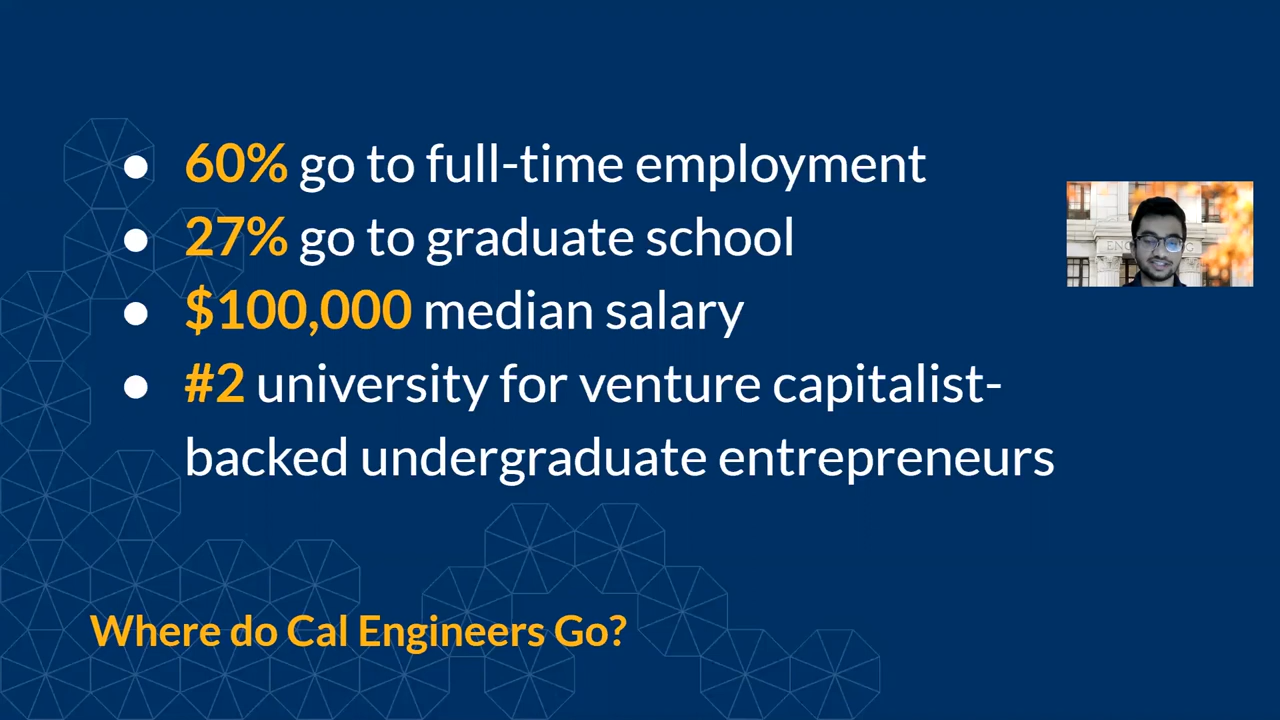 ● 60% go to full-time employment
● 27% go to graduate school
● $100,000 median salary
● #2 university for venture capitalist-
backed undergraduate entrepreneurs
Where do Cal Engineers Go?